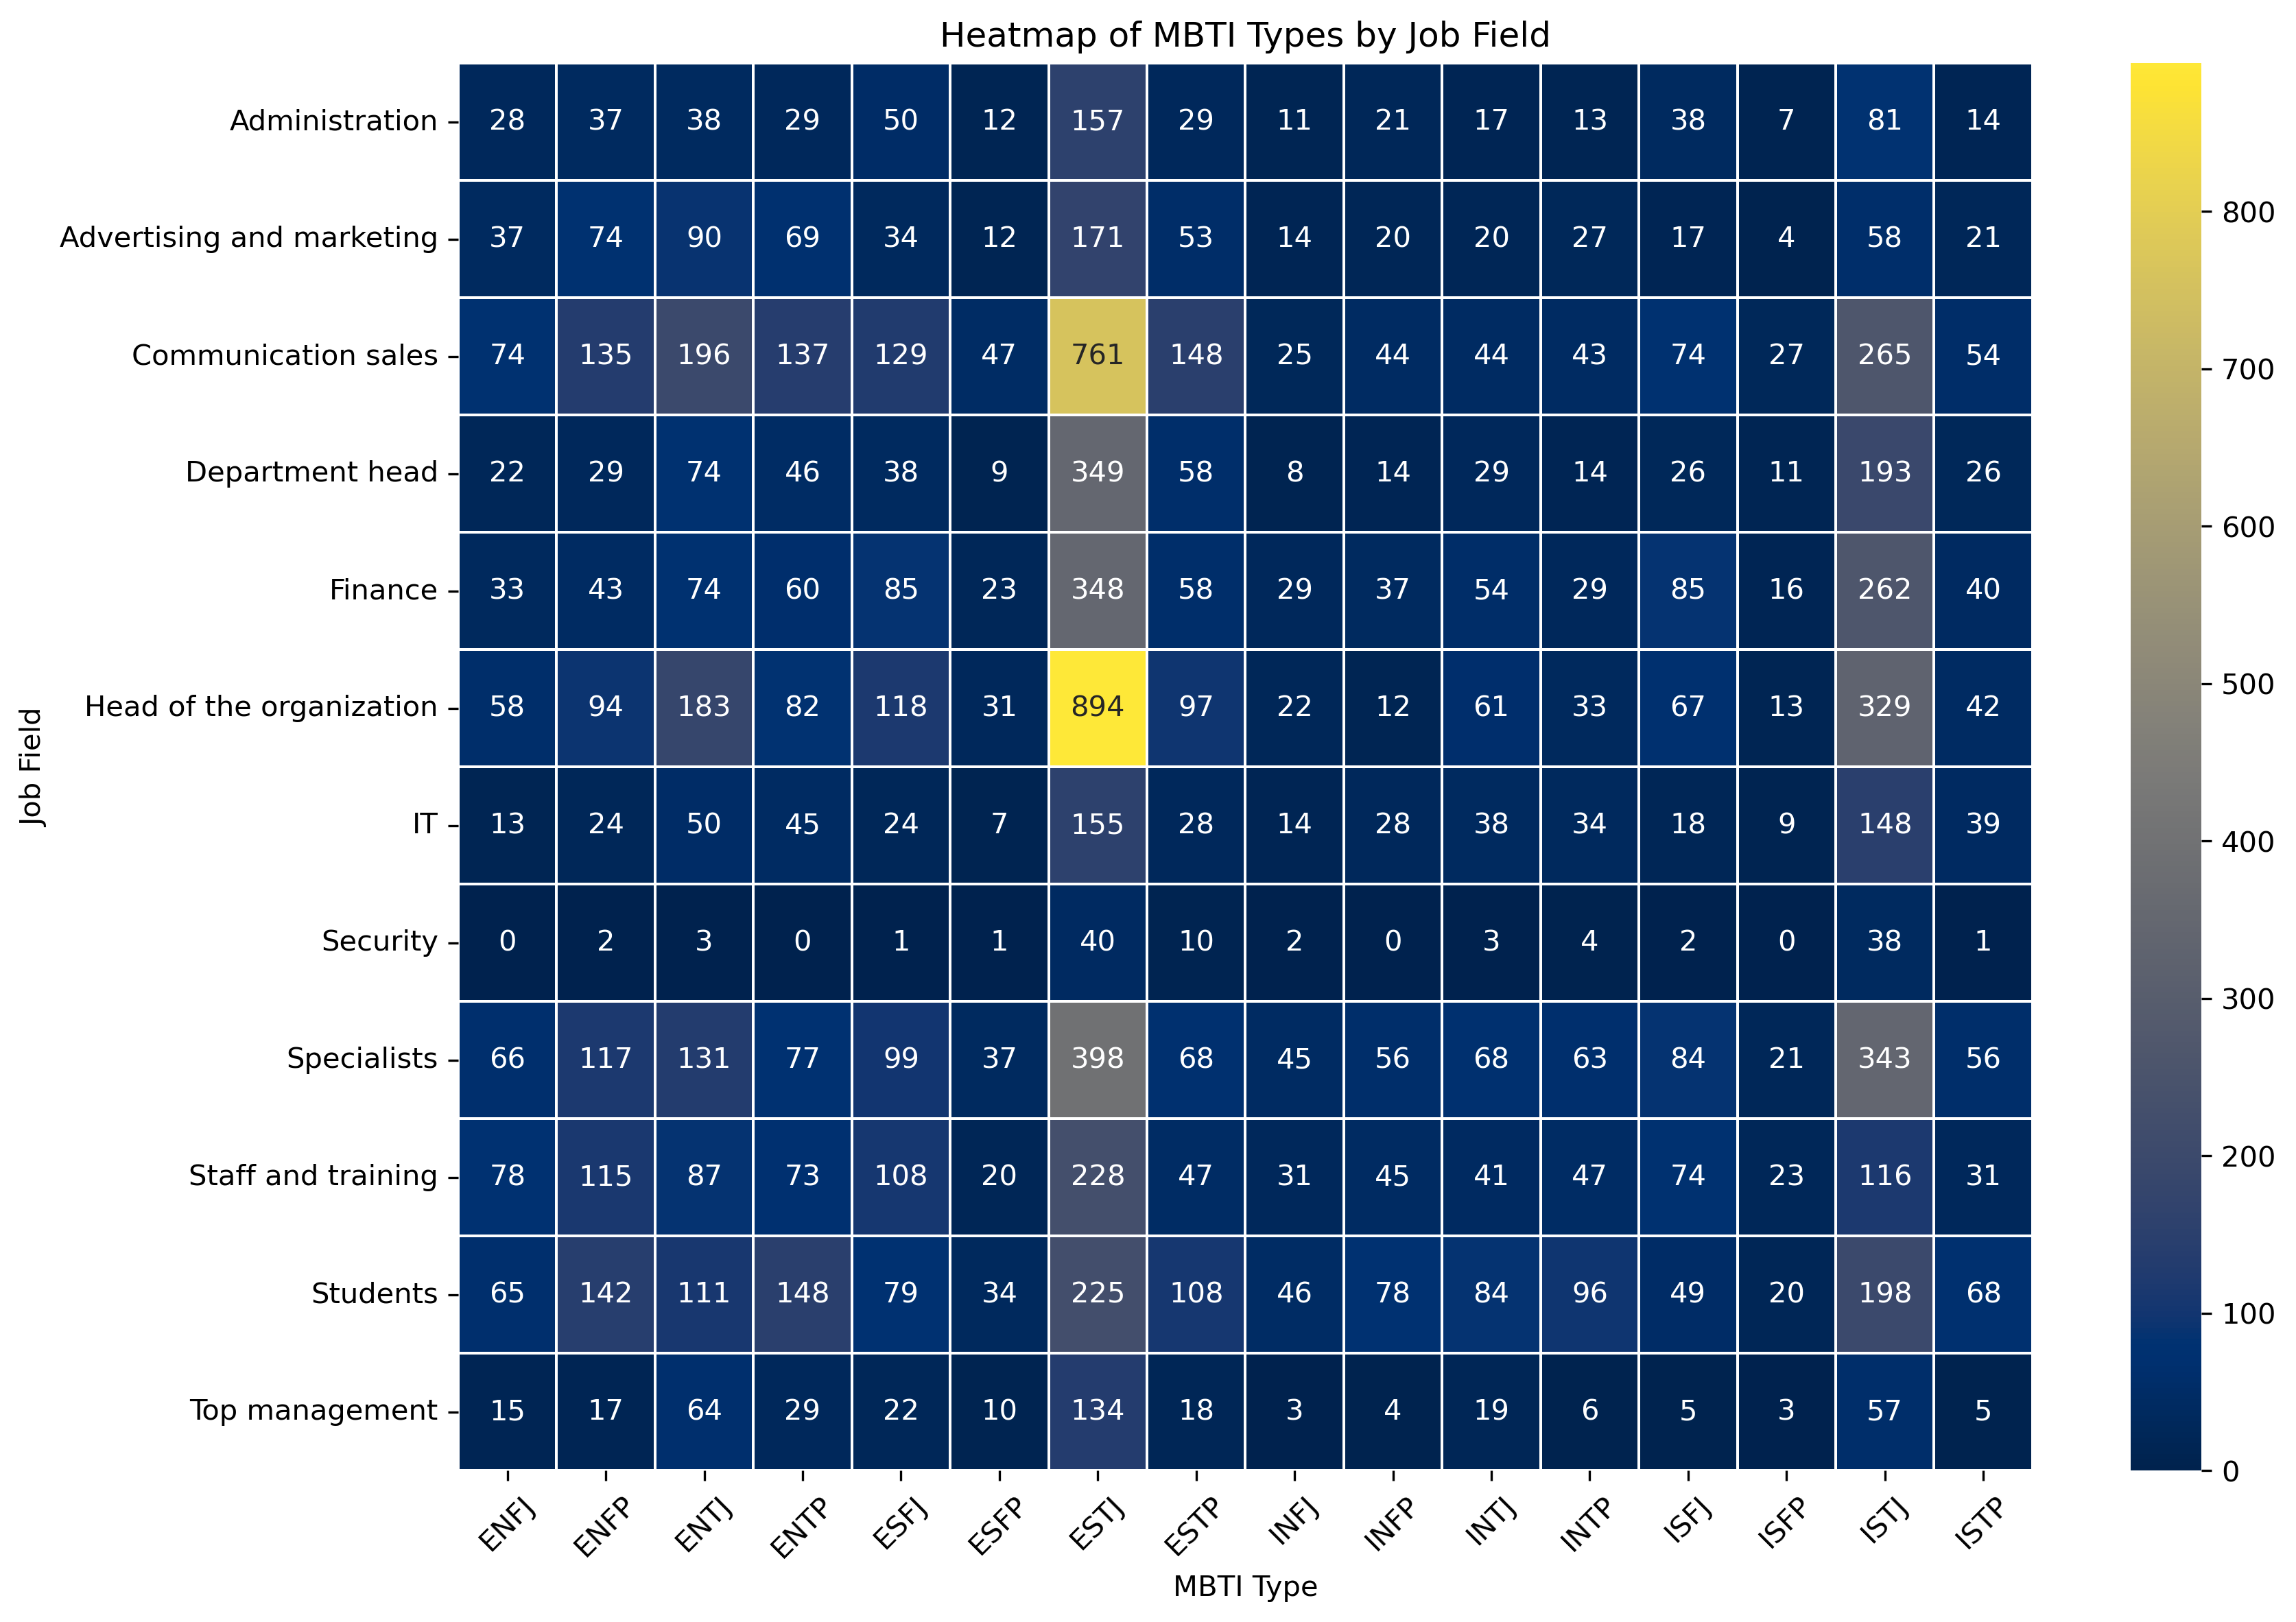 Heatmap of MBTI Types by Job Field
Job Field
Administration 28 37 38 29 50 12 157 29 11 21 17 13 38 7 81 14
Advertising and marketing 37 74 90 69 34 12 171 53 14 20 20 27 17 4 58 21
Communication sales 74 135 196 137 129 47 761 148 25 44 44 43 74 27 265 54
Department head 22 29 74 46 38 9 349 58 8 14 29 14 26 11 193 26
Finance 33 43 74 60 85 23 348 58 29 37 54 29 85 16 262 40
Head of the organization 58 94 183 82 118 31 894 97 22 12 61 33 67 13 329 42
IT 13 24 50 45 24 7 155 28 14 28 38 34 18 9 148 39
Security 0 2 3 0 1 1 40 10 2 0 3 4 2 0 38 1
Specialists 66 117 131 77 99 37 398 68 45 56 68 63 84 21 343 56
Staff and training 78 115 87 73 108 20 228 47 31 45 41 47 74 23 116 31
Students 65 142 111 148 79 34 225 108 46 78 84 96 49 20 198 68
Top management 15 17 64 29 22 10 134 18 3 4 19 6 5 3 57 5
ENFJ ENFP ENTJ ENTP ESFJ ESFP ESTJ ESTP INFJ INFP INTJ INTP ISFJ ISFP ISTJ ISTP
MBTI Type
800
700
600
500
400
300
200
100
0